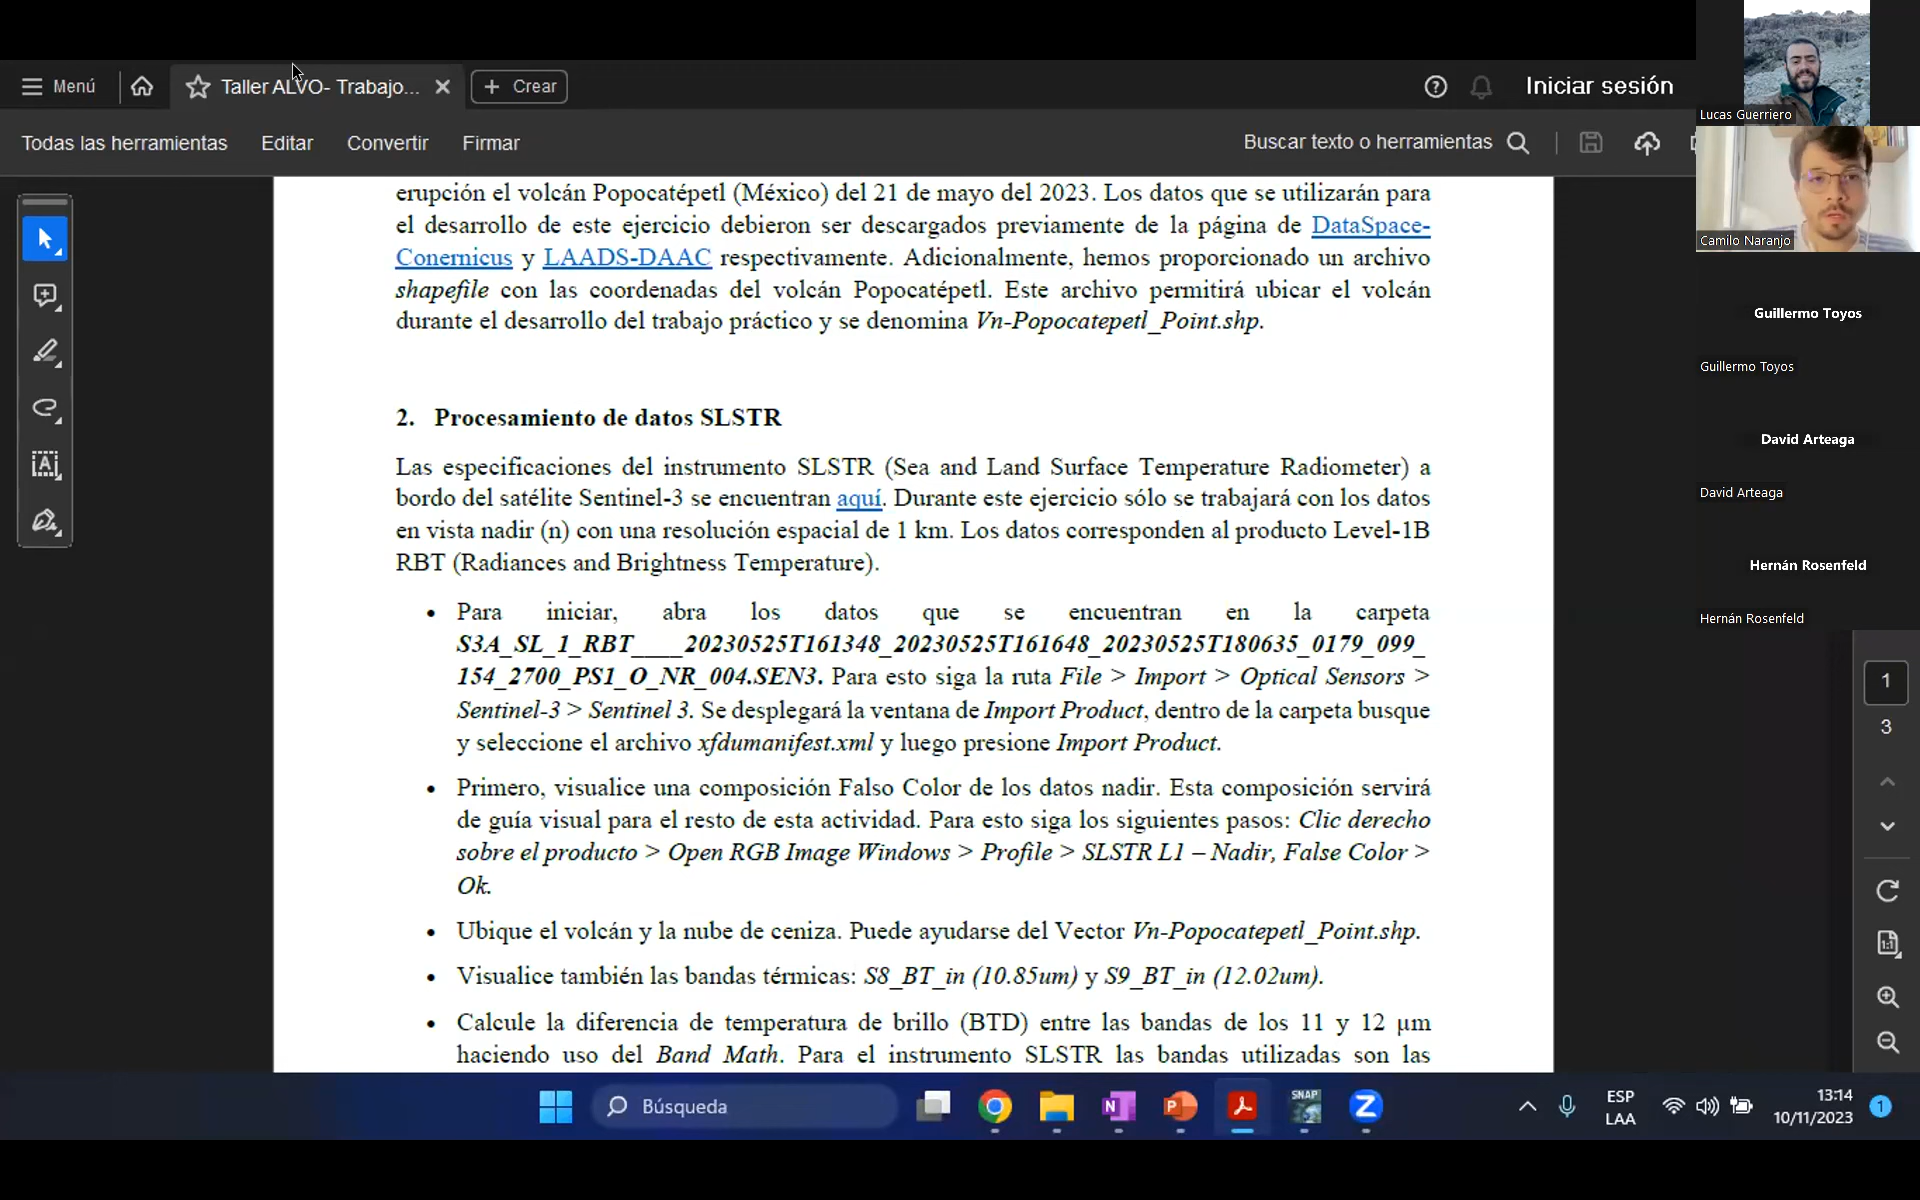 Menú
Taller ALVO- Trabajo...
Crear
Iniciar sesión
Todas las herramientas
Editar
Convertir
Firmar
Buscar texto o herramientas
erupción el volcán Popocatépetl (México) del 21 de mayo del 2023. Los datos que se utilizarán para
el desarrollo de este ejercicio debieron ser descargados previamente de la página de DataSpace-
Conernicus y LAADS-DAAC respectivamente. Adicionalmente, hemos proporcionado un archivo
shapefile con las coordenadas del volcán Popocatépetl. Este archivo permitirá ubicar el volcán
durante el desarrollo del trabajo práctico y se denomina Vn-Popocatepetl_Point.shp.
2. Procesamiento de datos SLSTR
Las especificaciones del instrumento SLSTR (Sea and Land Surface Temperature Radiometer) a
bordo del satélite Sentinel-3 se encuentran aquí. Durante este ejercicio sólo se trabajará con los datos
en vista nadir (n) con una resolución espacial de 1 km. Los datos corresponden al producto Level-1B
RBT (Radiances and Brightness Temperature).
• Para iniciar, abra los datos que se encuentran en la carpeta
S3A_SL_1_RBT____20230525T161348_20230525T161648_20230525T180635_0179_099_
154_2700_PS1_O_NR_004.SEN3. Para esto siga la ruta File > Import > Optical Sensors >
Sentinel-3 > Sentinel 3. Se desplegará la ventana de Import Product, dentro de la carpeta busque
y seleccione el archivo xfdumanifest.xml y luego presione Import Product.
• Primero, visualice una composición Falso Color de los datos nadir. Esta composición servirá
de guía visual para el resto de esta actividad. Para esto siga los siguientes pasos: Clic derecho
sobre el producto > Open RGB Image Windows > Profile > SLSTR L1 – Nadir, False Color >
Ok.
• Ubique el volcán y la nube de ceniza. Puede ayudarse del Vector Vn-Popocatepetl_Point.shp.
• Visualice también las bandas térmicas: S8_BT_in (10.85um) y S9_BT_in (12.02um).
• Calcule la diferencia de temperatura de brillo (BTD) entre las bandas de los 11 y 12 µm
haciendo uso del Band Math. Para el instrumento SLSTR las bandas utilizadas son las
Lucas Guerriero
Camilo Naranjo
Guillermo Toyos
Guillermo Toyos
David Arteaga
David Arteaga
Hernán Rosenfeld
Hernán Rosenfeld
1
3
1:1
Búsqueda
SNAP
ESP
LAA
13:14
10/11/2023
1